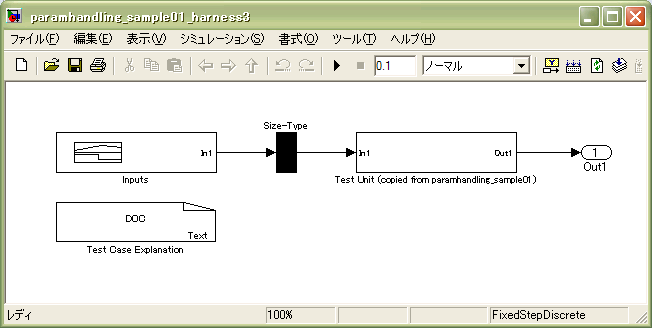 paramhandling_sample01_harness3
ファイル(F) 編集(E) 表示(V) シミュレーション(S) 書式(O) ツール(T) ヘルプ(H)
0.1 ノーマル
Size-Type
In1 In1 Out1 1
Inputs Test Unit (copied from paramhandling_sample01) Out1
DOC
Text
Test Case Explanation
レディ 100% FixedStepDiscrete